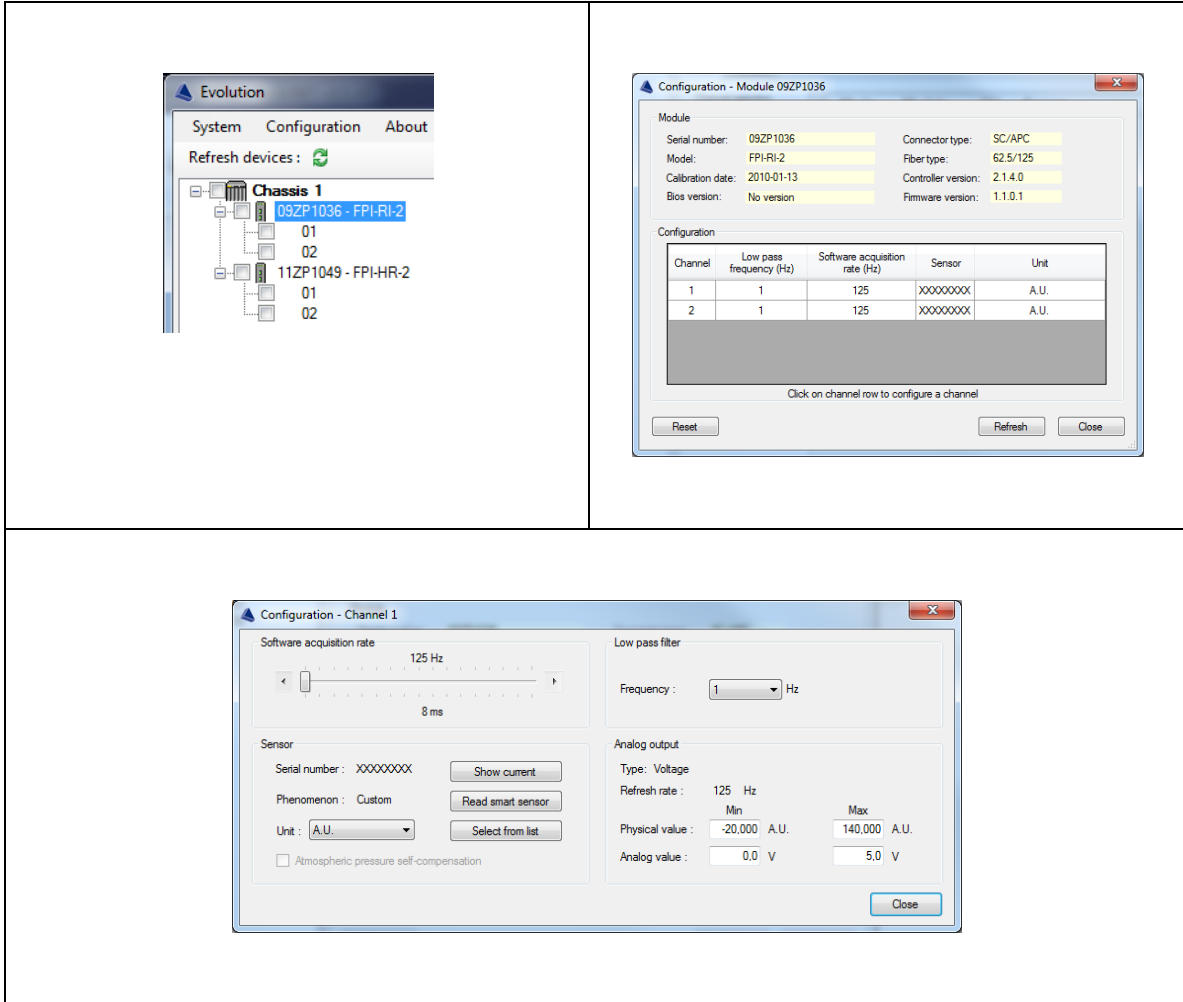 Evolution
System Configuration About
Refresh devices :
Chassis 1
09ZP1036 - FPI-RI-2
01
02
11ZP1049 - FPI-HR-2
01
02
Configuration - Module 09ZP1036
Module
Serial number: 09ZP1036 Connector type: SC/APC
Model: FPI-RI-2 Fiber type: 62.5/125
Calibration date: 2010-01-13 Controller version: 2.1.4.0
Bios version: No version Firmware version: 1.1.0.1
Configuration
Channel Low pass frequency (Hz) Software acquisition rate (Hz) Sensor Unit
1 1 125 XXXXXXXX A.U.
2 1 125 XXXXXXXX A.U.
Click on channel row to configure a channel
Reset Refresh Close
Configuration - Channel 1
Software acquisition rate
125 Hz
8 ms
Low pass filter
Frequency : 1 Hz
Sensor
Serial number : XXXXXXXX Show current
Phenomenon : Custom Read smart sensor
Unit : A.U. Select from list
Atmospheric pressure self-compensation
Analog output
Type: Voltage
Refresh rate : 125 Hz
Min Max
Physical value : -20,000 A.U. 140,000 A.U.
Analog value : 0,0 V 5,0 V
Close